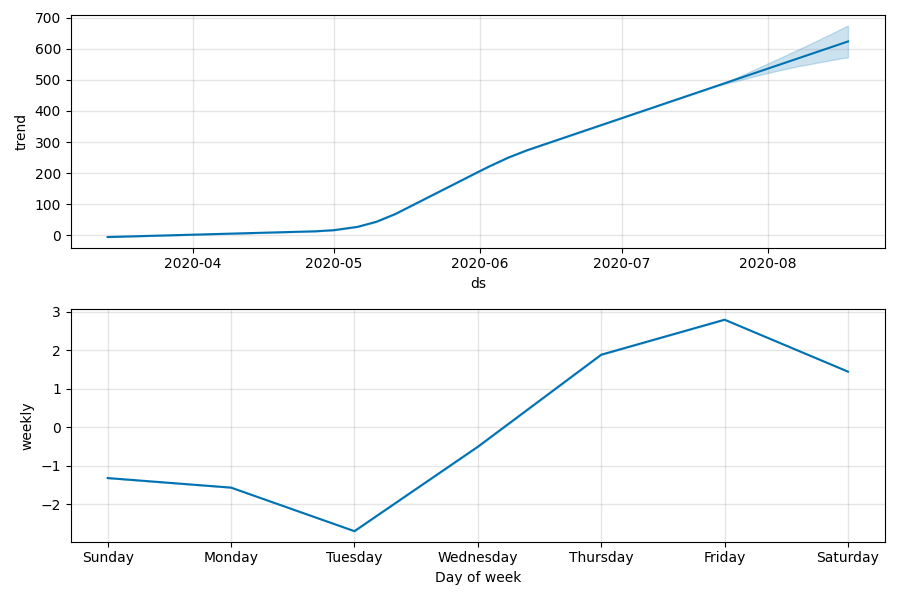 700
600
500
400
300
200
100
0
trend
2020-04 2020-05 2020-06 2020-07 2020-08
ds
3
2
1
0
−1
−2
weekly
Sunday Monday Tuesday Wednesday Thursday Friday Saturday
Day of week